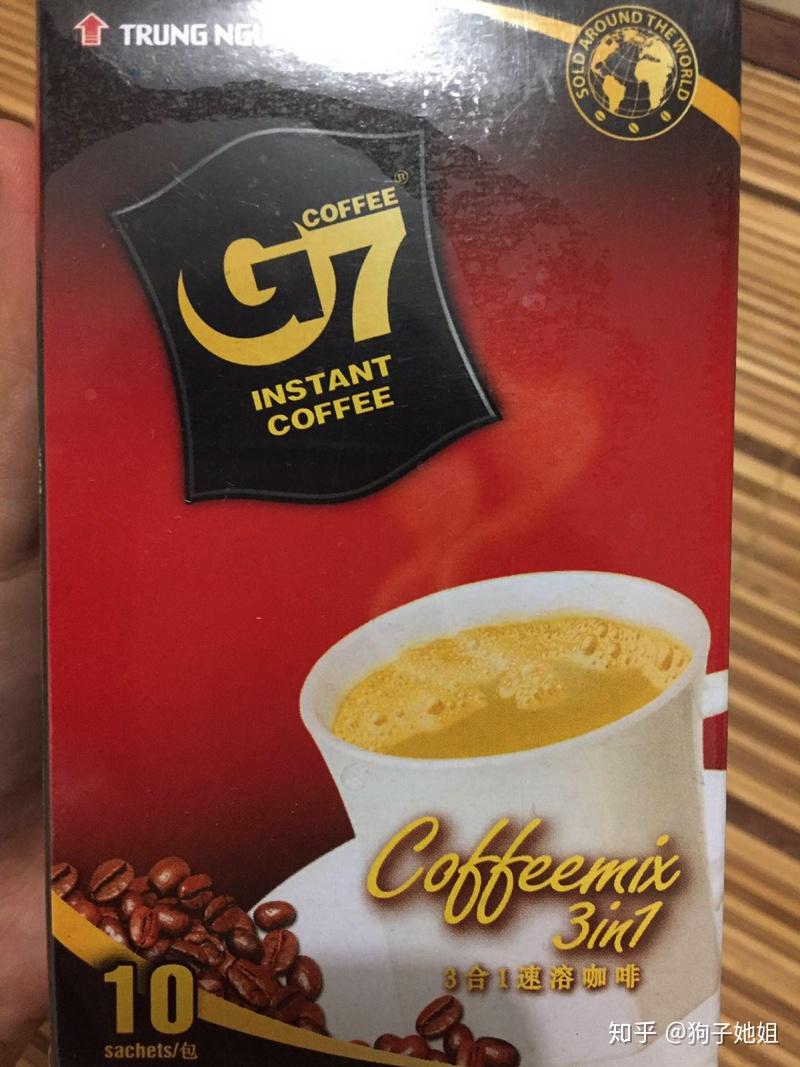 TRUNG NGU
SOLD AROUND THE WORLD
COFFEE ®
G7
INSTANT
COFFEE
Coffeemix
3in1
3合1速溶咖啡
10
sachets/包
知乎 @狗子她姐